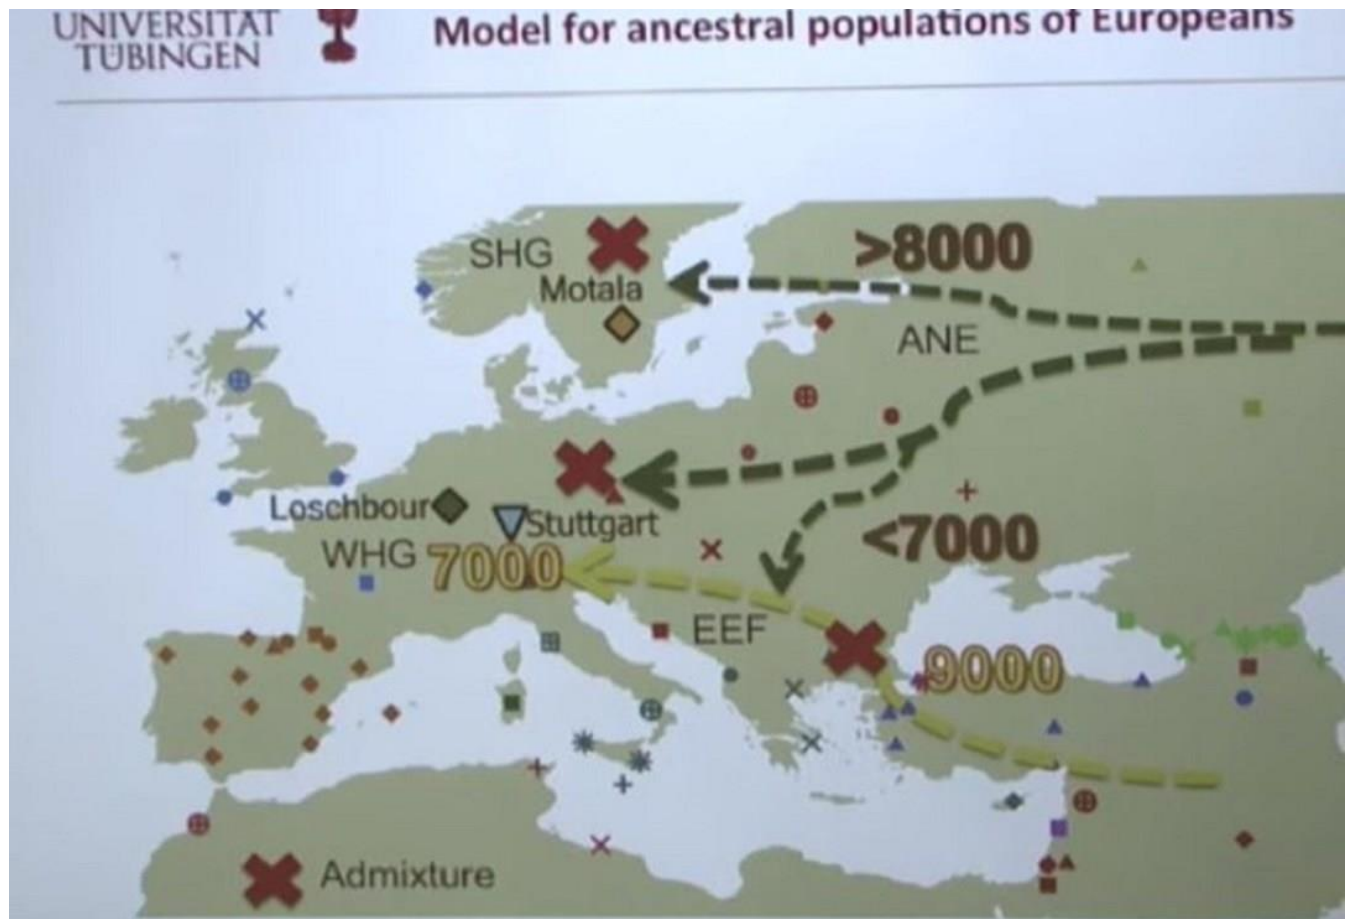 UNIVERSITAT
TÜBINGEN
Model for ancestral populations of Europeans
SHG
>8000
Motala
ANE
Loschbour
Stuttgart
<7000
WHG
7000
EEF
9000
Admixture